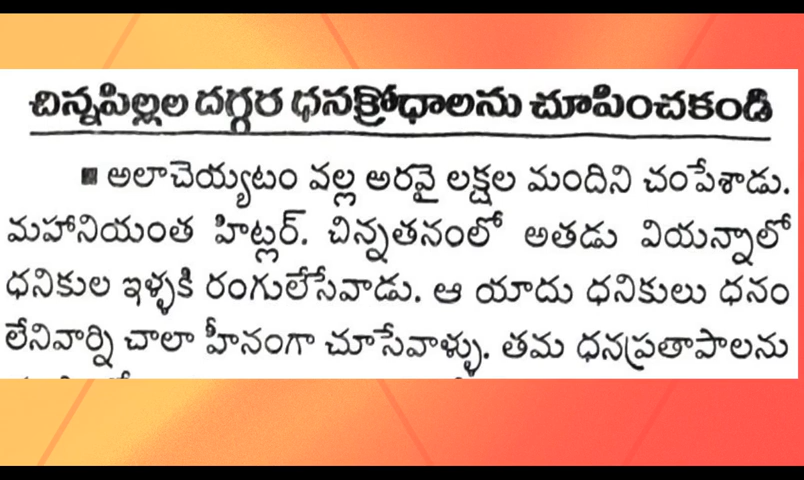 చిన్నపిల్లల దగ్గర ధనక్రోధాలను చూపించకండి
■ అలాచెయ్యటం వల్ల అరవై లక్షల మందిని చంపేశాడు.
మహానియంత హిట్లర్. చిన్నతనంలో అతడు వియన్నాలో
ధనికుల ఇళ్ళకి రంగులేసేవాడు. ఆ యాదు ధనికులు ధనం
లేనివార్ని చాలా హీనంగా చూసేవాళ్ళు. తమ ధనప్రతాపాలను